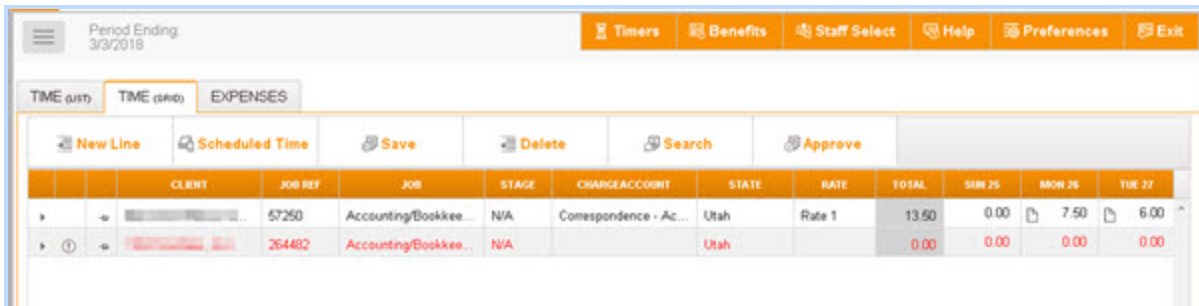 Period Ending:
3/3/2018
Timers Benefits Staff Select Help Preferences Exit
TIME (LIST) TIME (GRID) EXPENSES
New Line Scheduled Time Save Delete Search Approve
CLIENT JOB REF JOB STAGE CHARGEACCOUNT STATE RATE TOTAL SUN 25 MON 26 TUE 27
57250 Accounting/Bookkee... N/A Correspondence - Ac... Utah Rate 1 13.50 0.00 7.50 6.00
264482 Accounting/Bookkee... N/A Utah 0.00 0.00 0.00 0.00